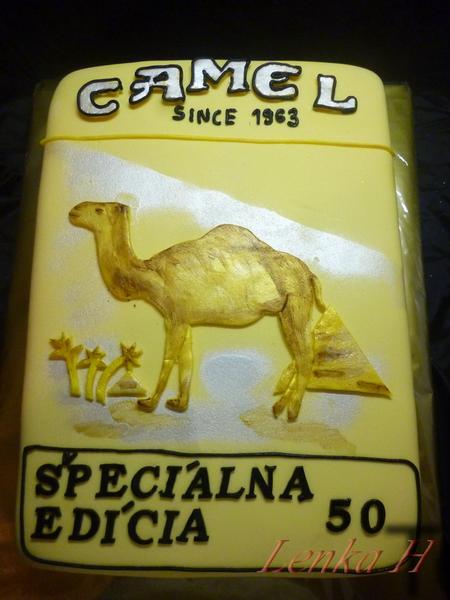 CAMEL
SINCE 1963
ŠPECIÁLNA
EDÍCIA 50
Lenka H